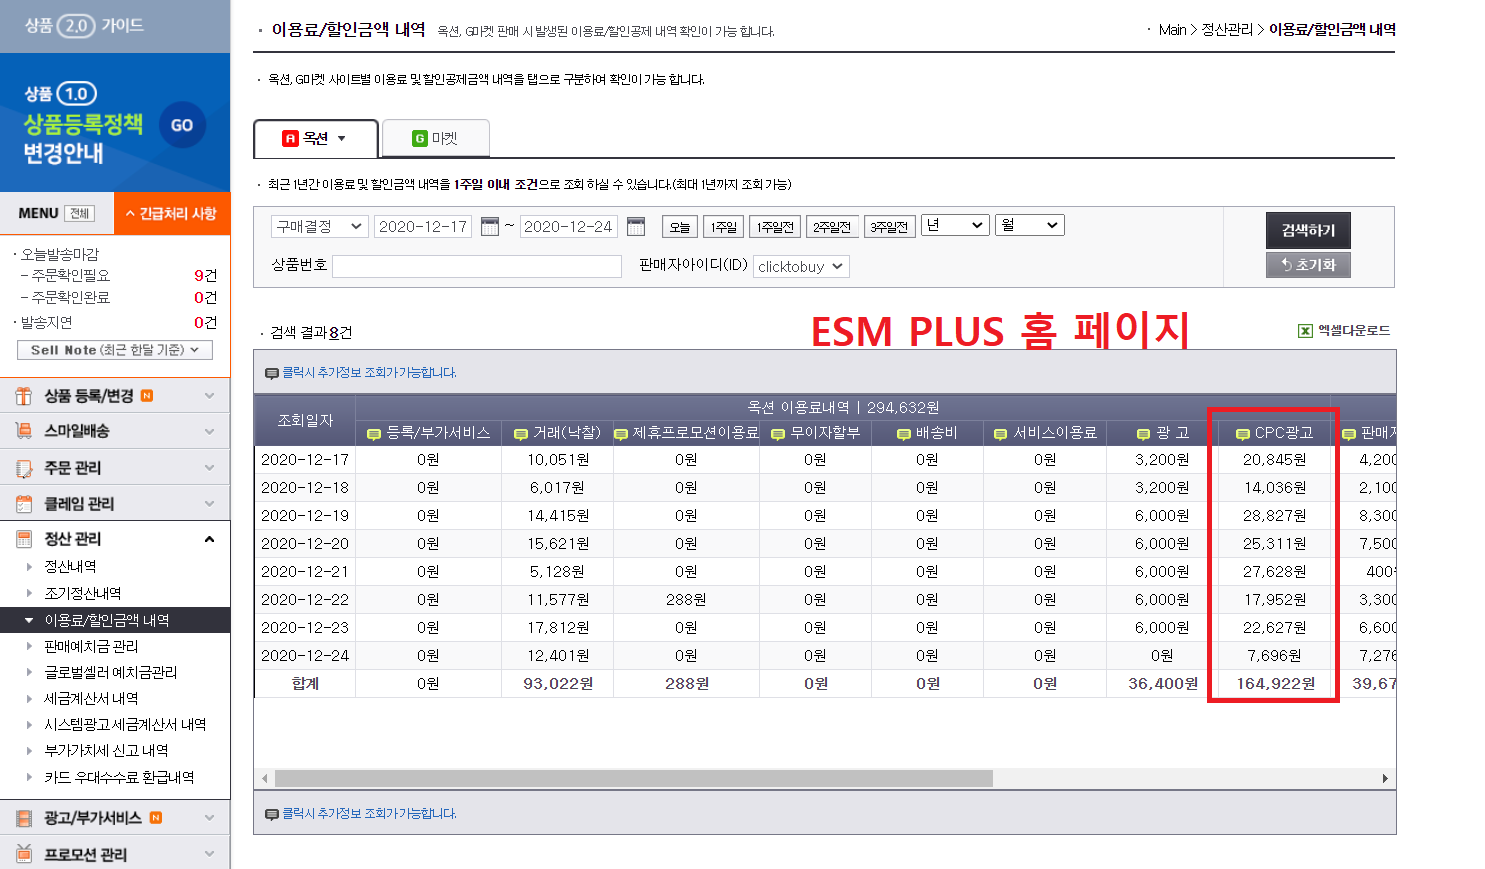 상품 2.0 가이드
상품 1.0
상품등록정책
변경안내
GO
MENU 전체
긴급처리 사항
· 오늘발송마감
- 주문확인필요 9건
- 주문확인완료 0건
· 발송지연 0건
Sell Note (최근 한달 기준)
상품 등록/변경 N
스마일배송
주문 관리
클레임 관리
정산 관리
정산내역
조기정산내역
이용료/할인금액 내역
판매예치금 관리
글로벌셀러 예치금관리
세금계산서 내역
시스템광고 세금계산서 내역
부가가치세 신고 내역
카드 우대수수료 환급내역
광고/부가서비스 N
프로모션 관리
· 이용료/할인금액 내역 옥션, G마켓 판매 시 발생된 이용료/할인공제 내역 확인이 가능 합니다.
· Main > 정산관리 > 이용료/할인금액 내역
· 옥션, G마켓 사이트별 이용료 및 할인공제금액 내역을 탭으로 구분하여 확인이 가능 합니다.
A 옥션
G 마켓
· 최근 1년간 이용료 및 할인금액 내역을 1주일 이내 조건으로 조회 하실 수 있습니다.(최대 1년까지 조회 가능)
구매결정 2020-12-17 ~ 2020-12-24 오늘 1주일 1주일전 2주일전 3주일전 년 월
상품번호 판매자아이디(ID) clicktobuy
검색하기
초기화
· 검색 결과 8건
ESM PLUS 홈 페이지
엑셀다운로드
클릭시 추가정보 조회가 가능합니다.
조회일자 옥션 이용료내역 | 294,632원
등록/부가서비스 거래(낙찰) 제휴프로모션이용료 무이자할부 배송비 서비스이용료 광 고 CPC광고
2020-12-17 0원 10,051원 0원 0원 0원 0원 3,200원 20,845원 4,200
2020-12-18 0원 6,017원 0원 0원 0원 0원 3,200원 14,036원 2,100
2020-12-19 0원 14,415원 0원 0원 0원 0원 6,000원 28,827원 8,300
2020-12-20 0원 15,621원 0원 0원 0원 0원 6,000원 25,311원 7,500
2020-12-21 0원 5,128원 0원 0원 0원 0원 6,000원 27,628원 400
2020-12-22 0원 11,577원 288원 0원 0원 0원 6,000원 17,952원 3,300
2020-12-23 0원 17,812원 0원 0원 0원 0원 6,000원 22,627원 6,600
2020-12-24 0원 12,401원 0원 0원 0원 0원 0원 7,696원 7,276
합계 0원 93,022원 288원 0원 0원 0원 36,400원 164,922원 39,67
클릭시 추가정보 조회가 가능합니다.